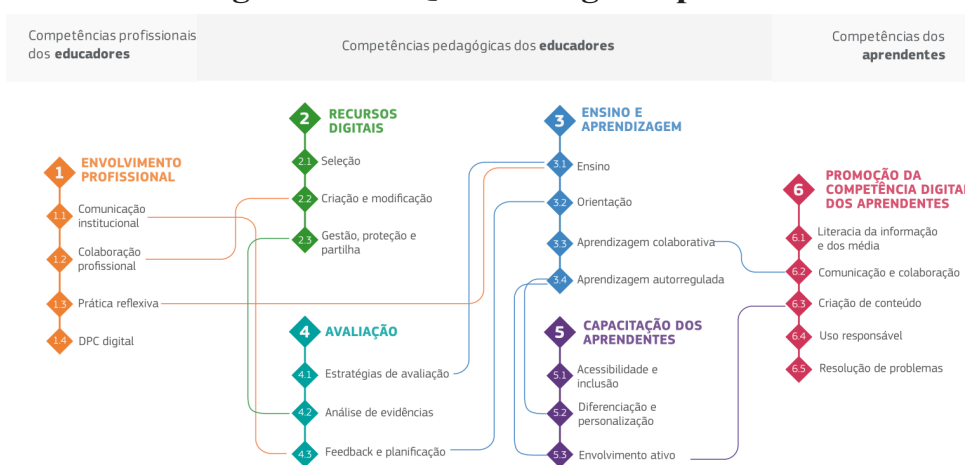 Competências profissionais
dos educadores
Competências pedagógicas dos educadores
Competências dos
aprendentes
1
ENVOLVIMENTO
PROFISSIONAL
1.1
Comunicação
institucional
1.2
Colaboração
profissional
1.3
Prática reflexiva
1.4
DPC digital
2
RECURSOS
DIGITAIS
2.1
Seleção
2.2
Criação e modificação
2.3
Gestão, proteção e
partilha
3
ENSINO E
APRENDIZAGEM
3.1
Ensino
3.2
Orientação
3.3
Aprendizagem colaborativa
3.4
Aprendizagem autorregulada
4
AVALIAÇÃO
4.1
Estratégias de avaliação
4.2
Análise de evidências
4.3
Feedback e planificação
5
CAPACITAÇÃO DOS
APRENDENTES
5.1
Acessibilidade e
inclusão
5.2
Diferenciação e
personalização
5.3
Envolvimento ativo
6
PROMOÇÃO DA
COMPETÊNCIA DIGITAL
DOS APRENDENTES
6.1
Literacia da informação
e dos média
6.2
Comunicação e colaboração
6.3
Criação de conteúdo
6.4
Uso responsável
6.5
Resolução de problemas